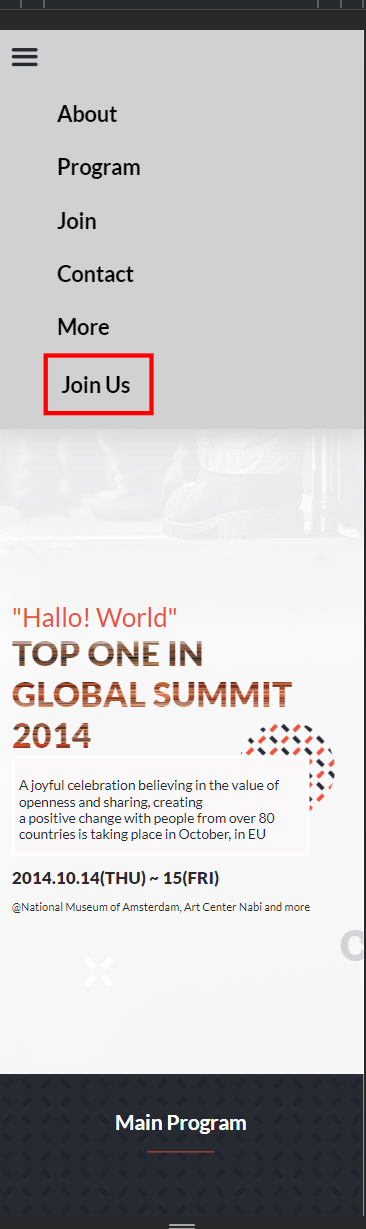 About
Program
Join
Contact
More
Join Us
"Hallo! World"
TOP ONE IN
GLOBAL SUMMIT
2014
A joyful celebration believing in the value of
openness and sharing, creating
a positive change with people from over 80
countries is taking place in October, in EU
2014.10.14(THU) ~ 15(FRI)
@National Museum of Amsterdam, Art Center Nabi and more
C
Main Program